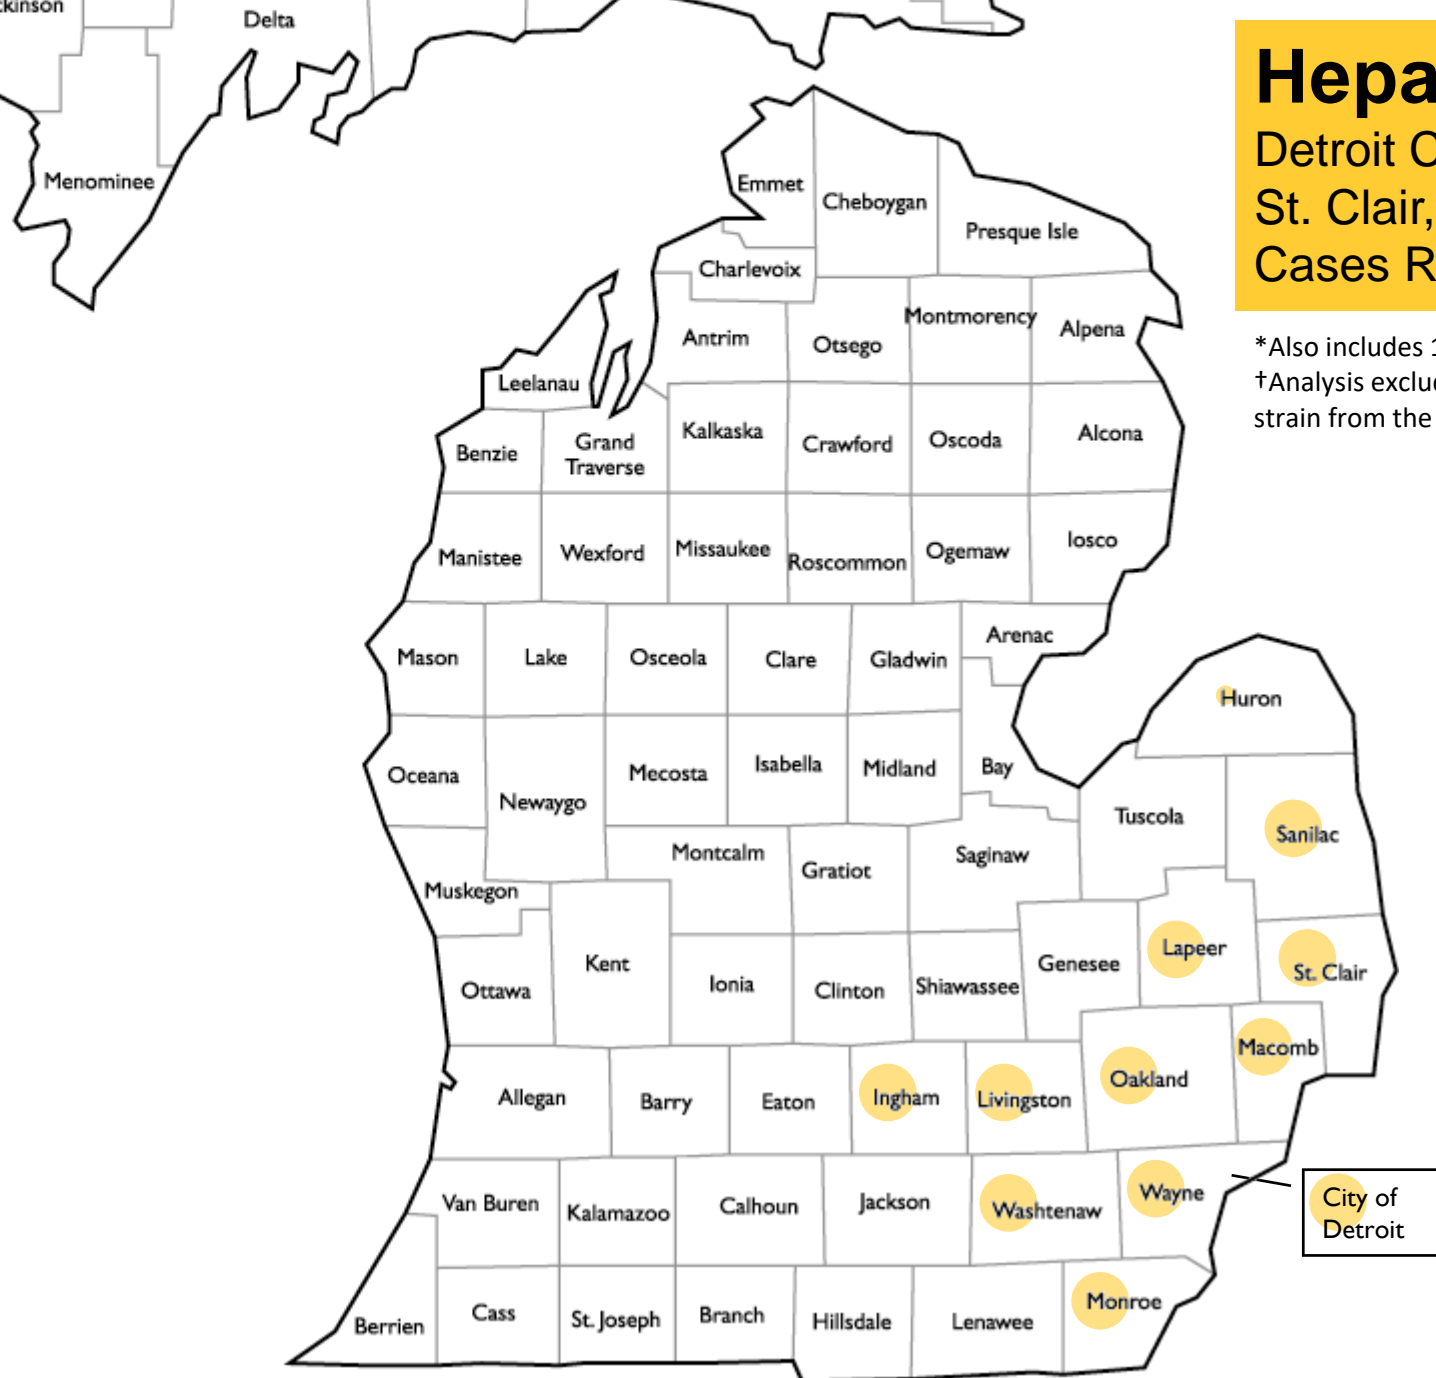 ckinson
Delta
Menominee
Hepa
Detroit C
St. Clair,
Cases R
*Also includes 1
†Analysis exclu
strain from the
Emmet
Cheboygan
Presque Isle
Charlevoix
Antrim
Otsego
Montmorency
Alpena
Leelanau
Benzie
Grand
Traverse
Kalkaska
Crawford
Oscoda
Alcona
Manistee
Wexford
Missaukee
Roscommon
Ogemaw
Iosco
Mason
Lake
Osceola
Clare
Gladwin
Arenac
Huron
Oceana
Newaygo
Mecosta
Isabella
Midland
Bay
Tuscola
Sanilac
Muskegon
Montcalm
Gratiot
Saginaw
Kent
Ottawa
Ionia
Clinton
Shiawassee
Genesee
Lapeer
St. Clair
Allegan
Barry
Eaton
Ingham
Livingston
Oakland
Macomb
Van Buren
Kalamazoo
Calhoun
Jackson
Washtenaw
Wayne
City of
Detroit
Berrien
Cass
St. Joseph
Branch
Hillsdale
Lenawee
Monroe